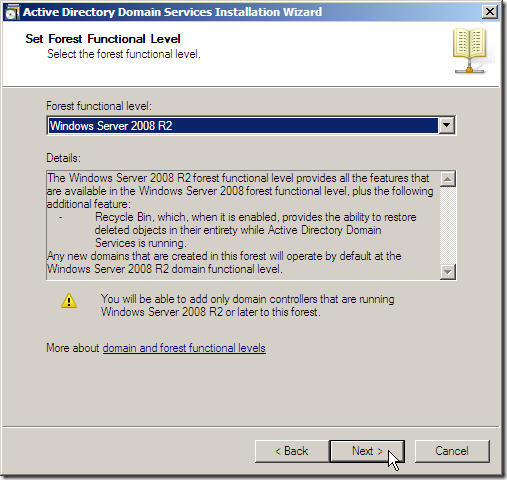 Active Directory Domain Services Installation Wizard
Set Forest Functional Level
Select the forest functional level.
Forest functional level:
Windows Server 2008 R2
Details:
The Windows Server 2008 R2 forest functional level provides all the features that
are available in the Windows Server 2008 forest functional level, plus the following
additional feature:
- Recycle Bin, which, when it is enabled, provides the ability to restore
deleted objects in their entirety while Active Directory Domain
Services is running.
Any new domains that are created in this forest will operate by default at the
Windows Server 2008 R2 domain functional level.
You will be able to add only domain controllers that are running
Windows Server 2008 R2 or later to this forest.
More about domain and forest functional levels
< Back Next > Cancel